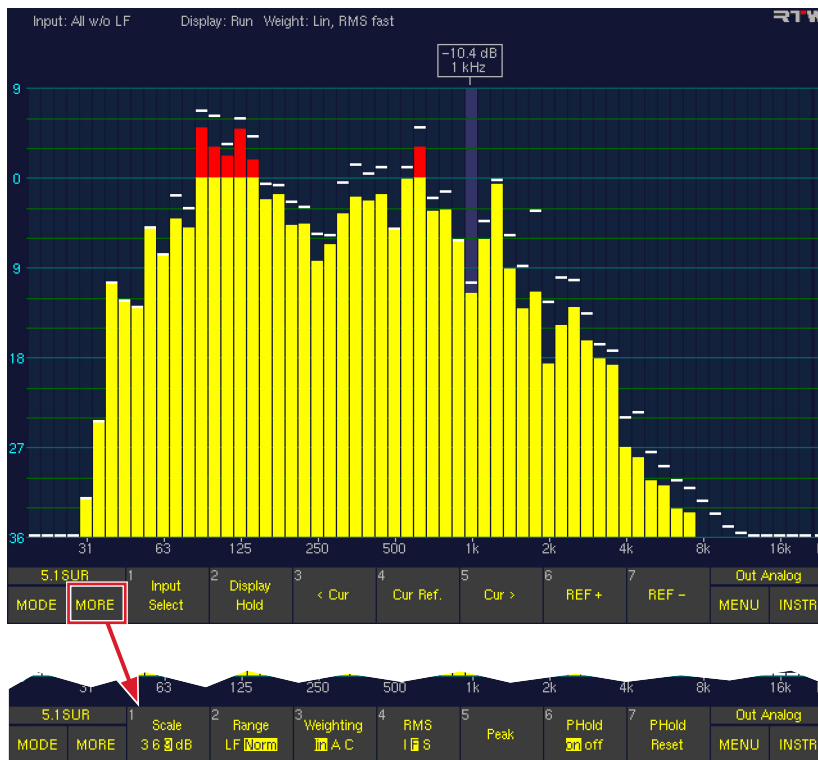 Input: All w/o LF Display: Run Weight: Lin, RMS fast RTW
−10.4 dB
1 kHz
9
0
9
18
27
36
31 63 125 250 500 1k 2k 4k 8k 16k
5.1SUR 1 Input Select 2 Display Hold 3 < Cur 4 Cur Ref. 5 Cur > 6 REF + 7 REF − Out Analog
MODE MORE MENU INSTR
31 63 125 250 500 1k 2k 4k 8k 16k
5.1SUR 1 Scale 2 Range 3 Weighting 4 RMS 5 Peak 6 PHold 7 PHold Out Analog
MODE MORE 3 6 9 dB LF Norm lin A C I F S on off Reset MENU INSTR